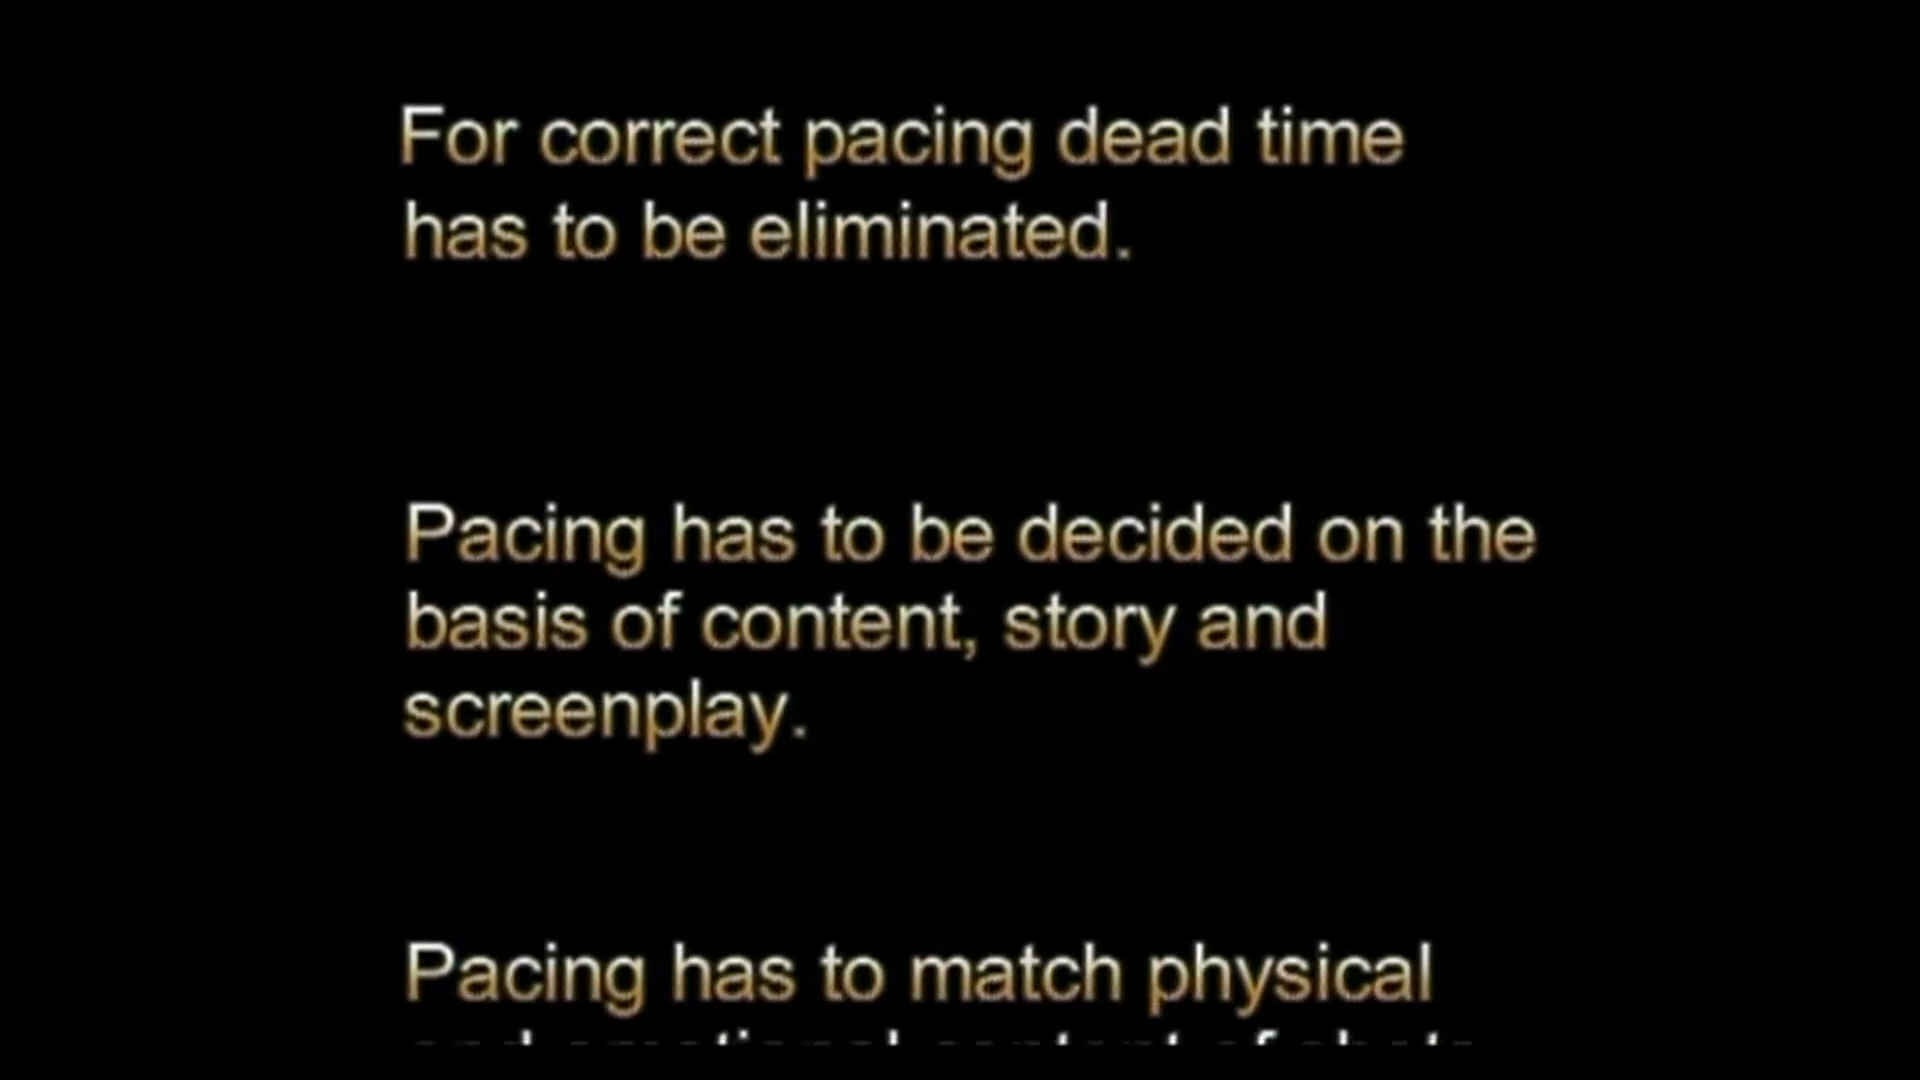 For correct pacing dead time
has to be eliminated.
Pacing has to be decided on the
basis of content, story and
screenplay.
Pacing has to match physical